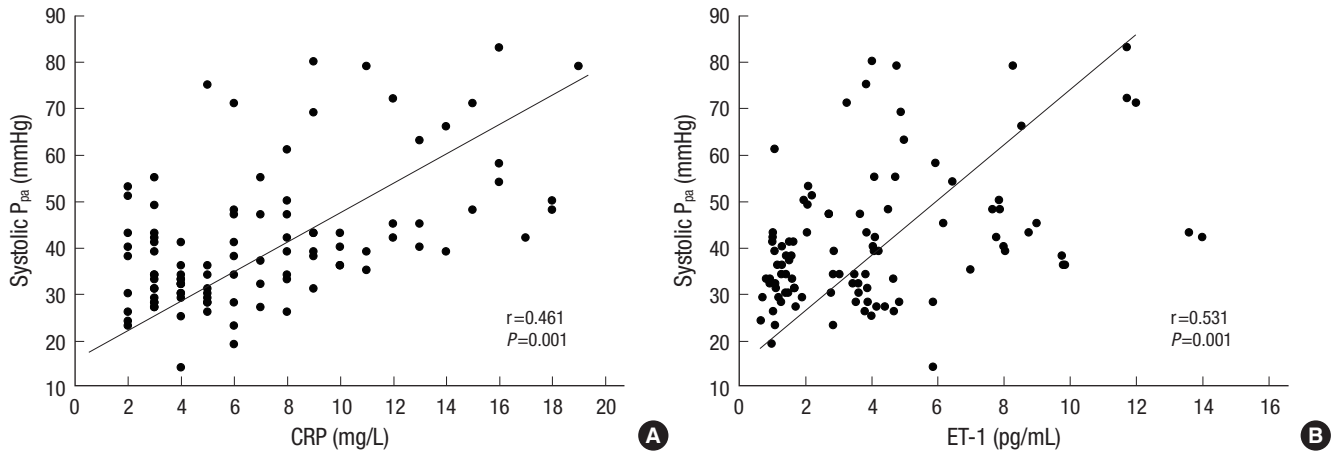 90
80
70
60
50
40
30
20
10
Systolic Ppa (mmHg)
r=0.461
P=0.001
0 2 4 6 8 10 12 14 16 18 20
CRP (mg/L)
A
90
80
70
60
50
40
30
20
10
Systolic Ppa (mmHg)
r=0.531
P=0.001
0 2 4 6 8 10 12 14 16
ET-1 (pg/mL)
B